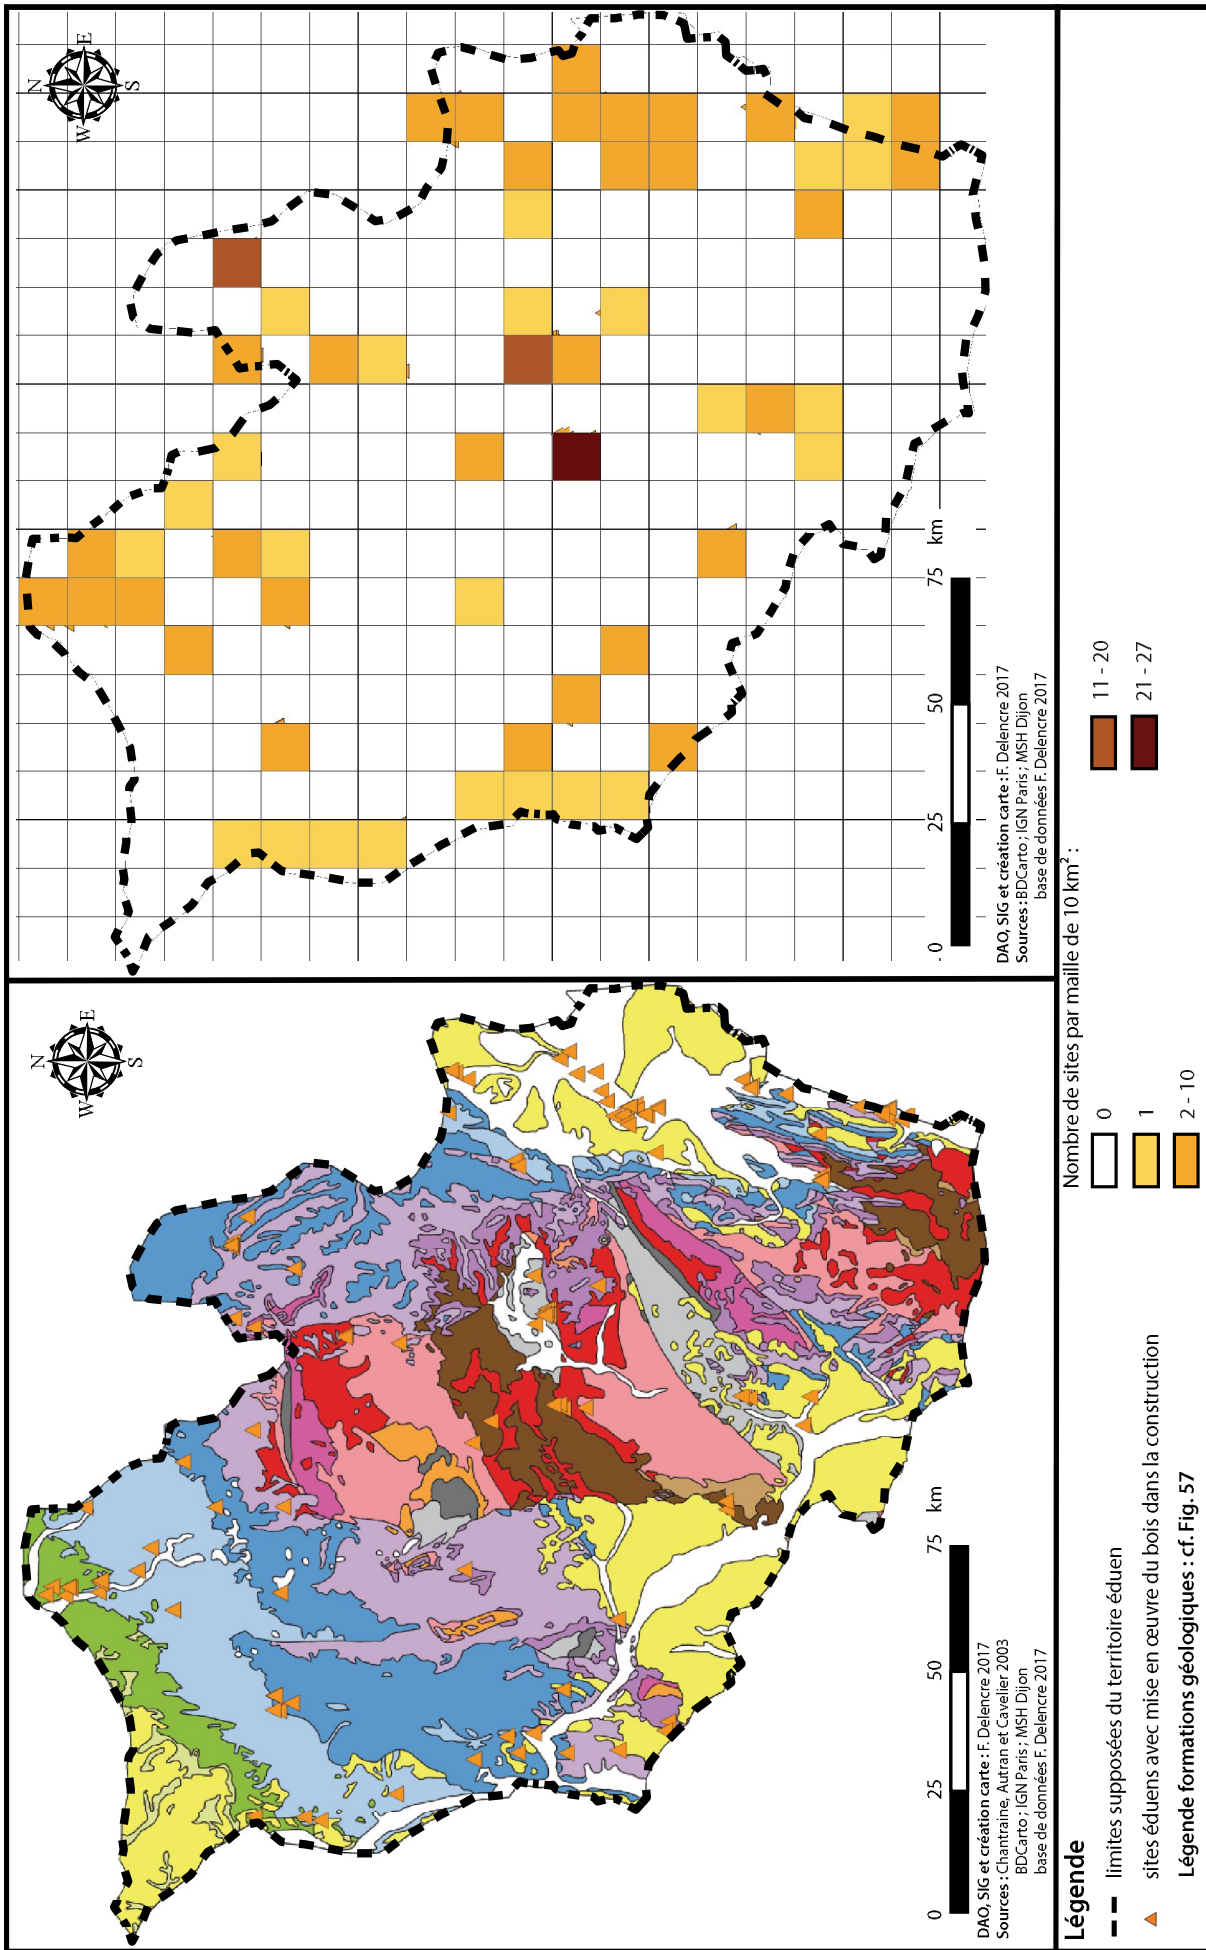 N
W
E
S
0
25
50
75
km
DAO, SIG et création carte : F. Delencre 2017
Sources : Chantraine, Autran et Cavelier 2003
BDCarto ; IGN Paris ; MSH Dijon
base de données F. Delencre 2017
N
W
E
S
0
25
50
75
km
DAO, SIG et création carte : F. Delencre 2017
Sources : BDCarto ; IGN Paris ; MSH Dijon
base de données F. Delencre 2017
Légende
limites supposées du territoire éduen
sites éduens avec mise en œuvre du bois dans la construction
Légende formations géologiques : cf. Fig. 57
Nombre de sites par maille de 10 km² :
0
1
2 - 10
11 - 20
21 - 27